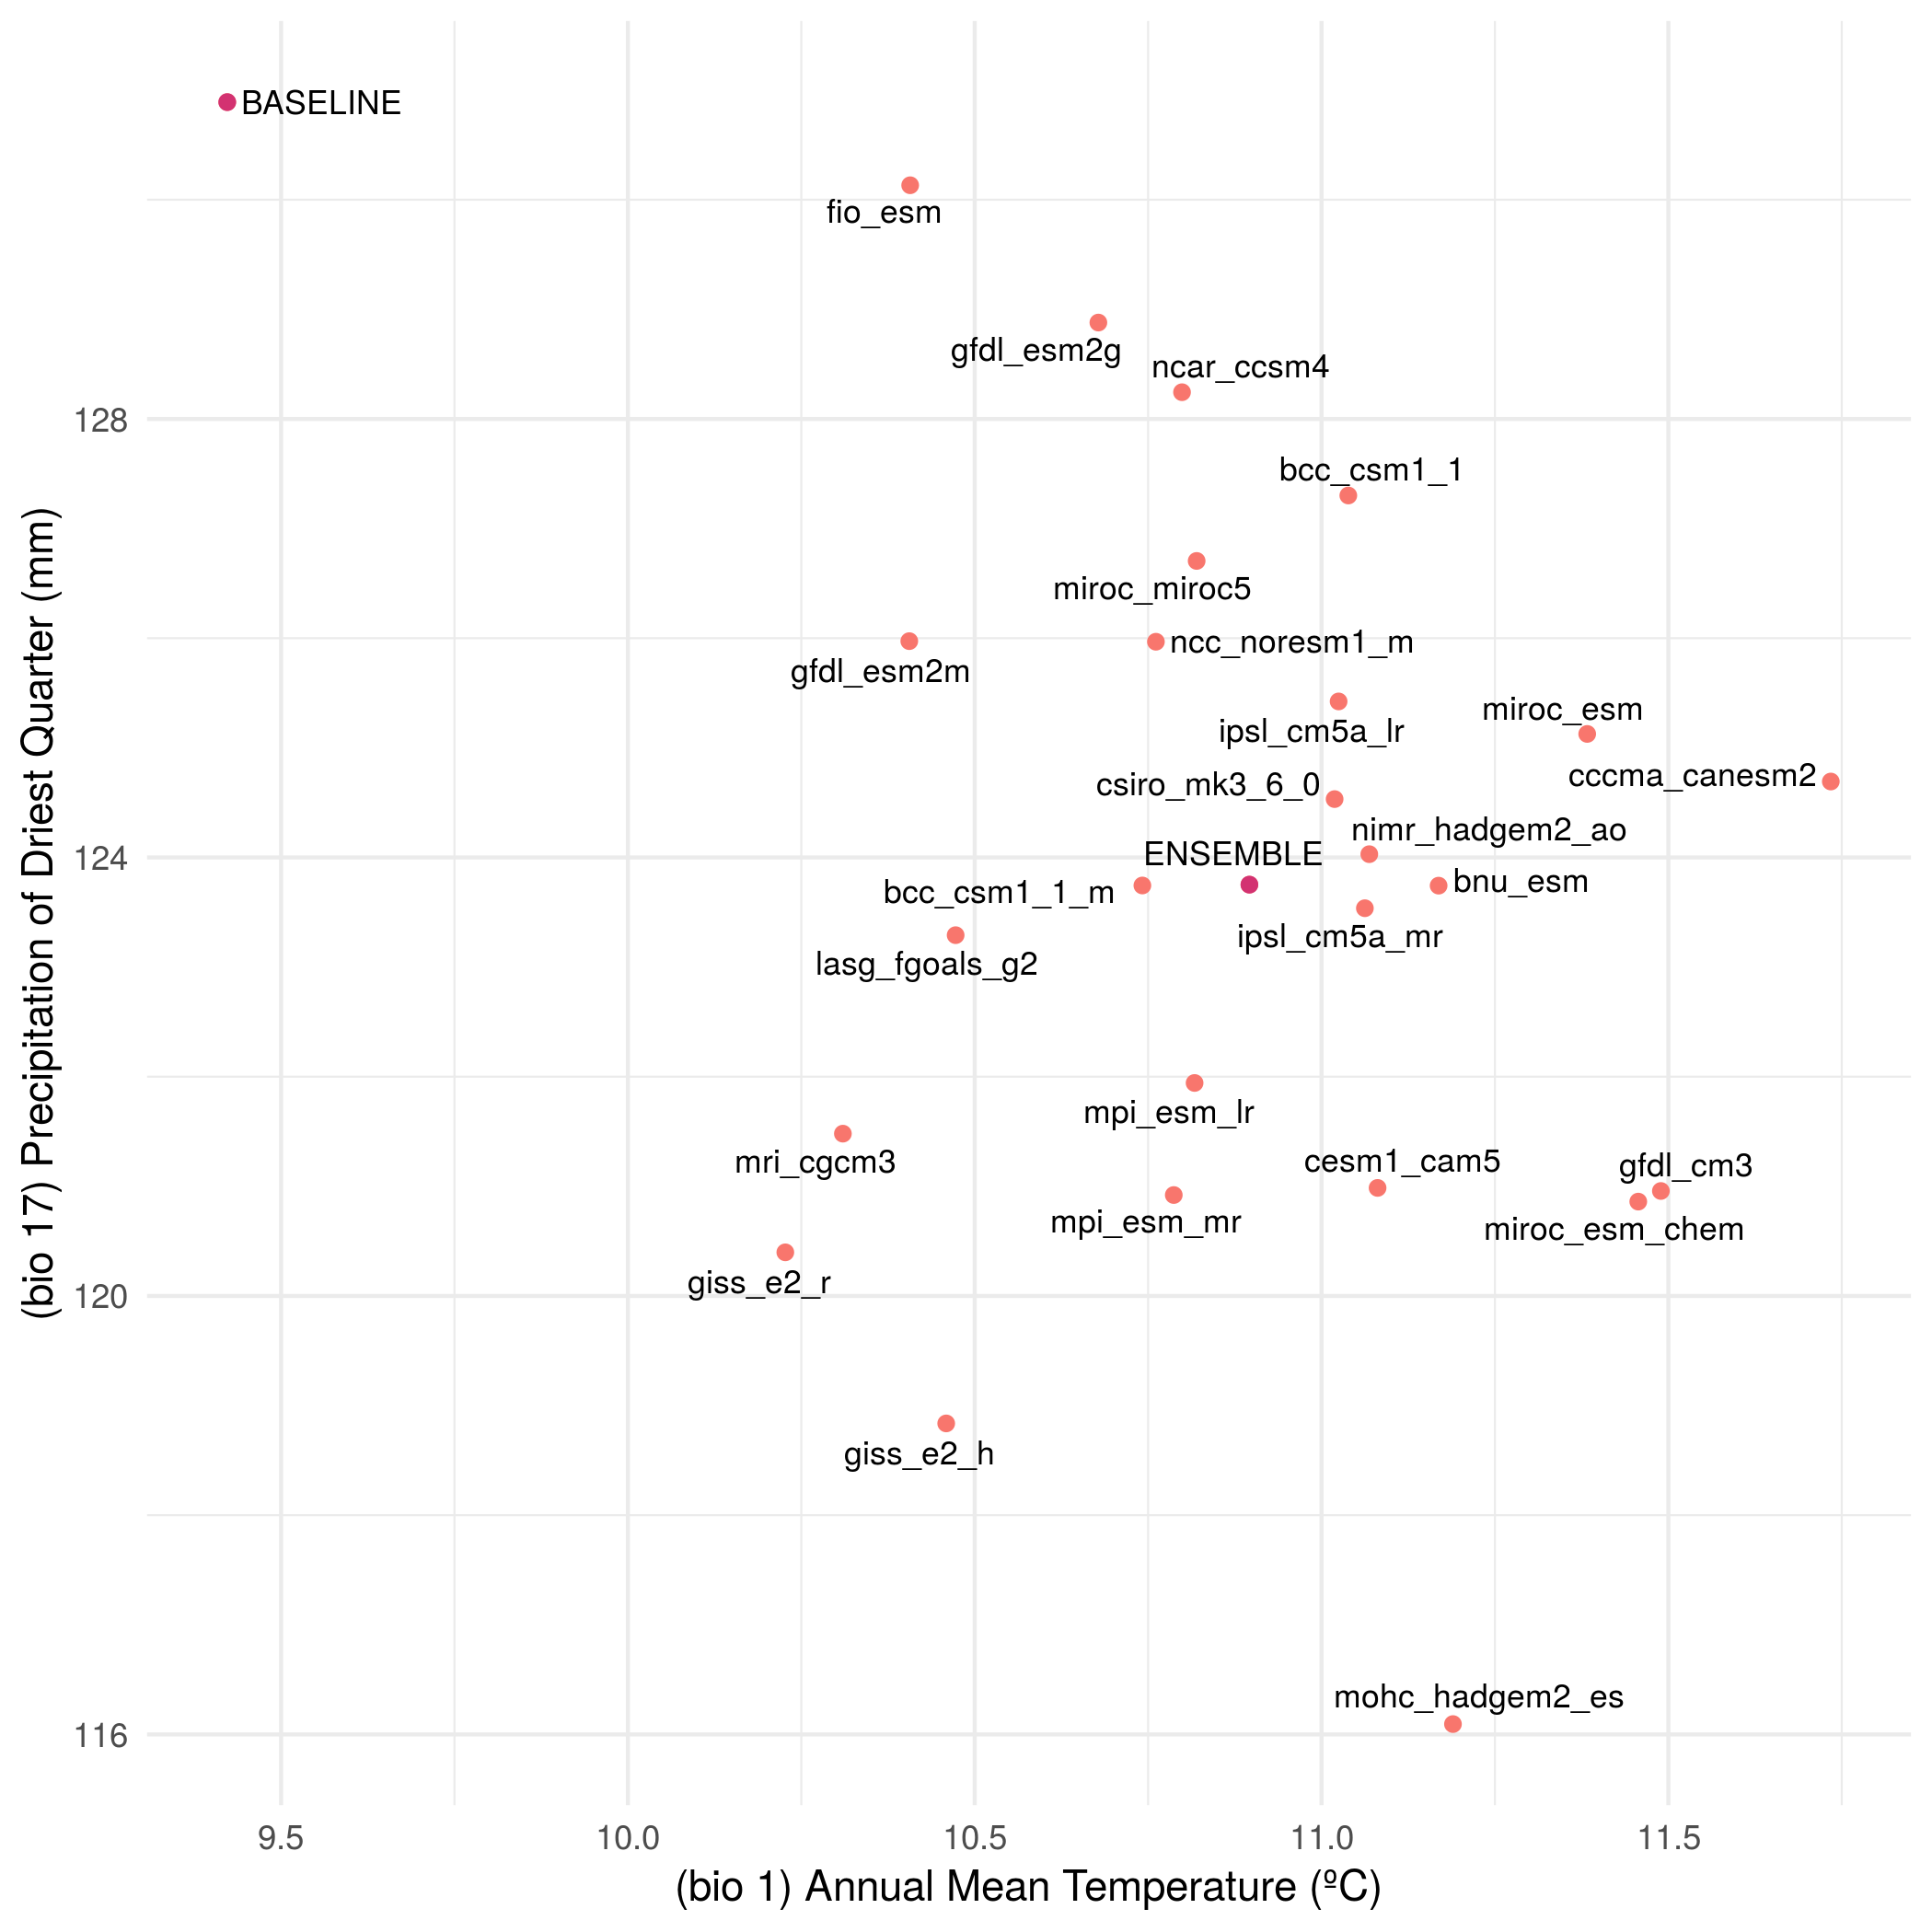 BASELINE
fio_esm
gfdl_esm2g
ncar_ccsm4
128
bcc_csm1_1
miroc_miroc5
ncc_noresm1_m
gfdl_esm2m
miroc_esm
ipsl_cm5a_lr
cccma_canesm2
csiro_mk3_6_0
nimr_hadgem2_ao
124
ENSEMBLE
bnu_esm
bcc_csm1_1_m
ipsl_cm5a_mr
lasg_fgoals_g2
(bio 17) Precipitation of Driest Quarter (mm)
mpi_esm_lr
mri_cgcm3
cesm1_cam5
gfdl_cm3
mpi_esm_mr
miroc_esm_chem
giss_e2_r
120
giss_e2_h
mohc_hadgem2_es
116
9.5 10.0 10.5 11.0 11.5
(bio 1) Annual Mean Temperature (ºC)